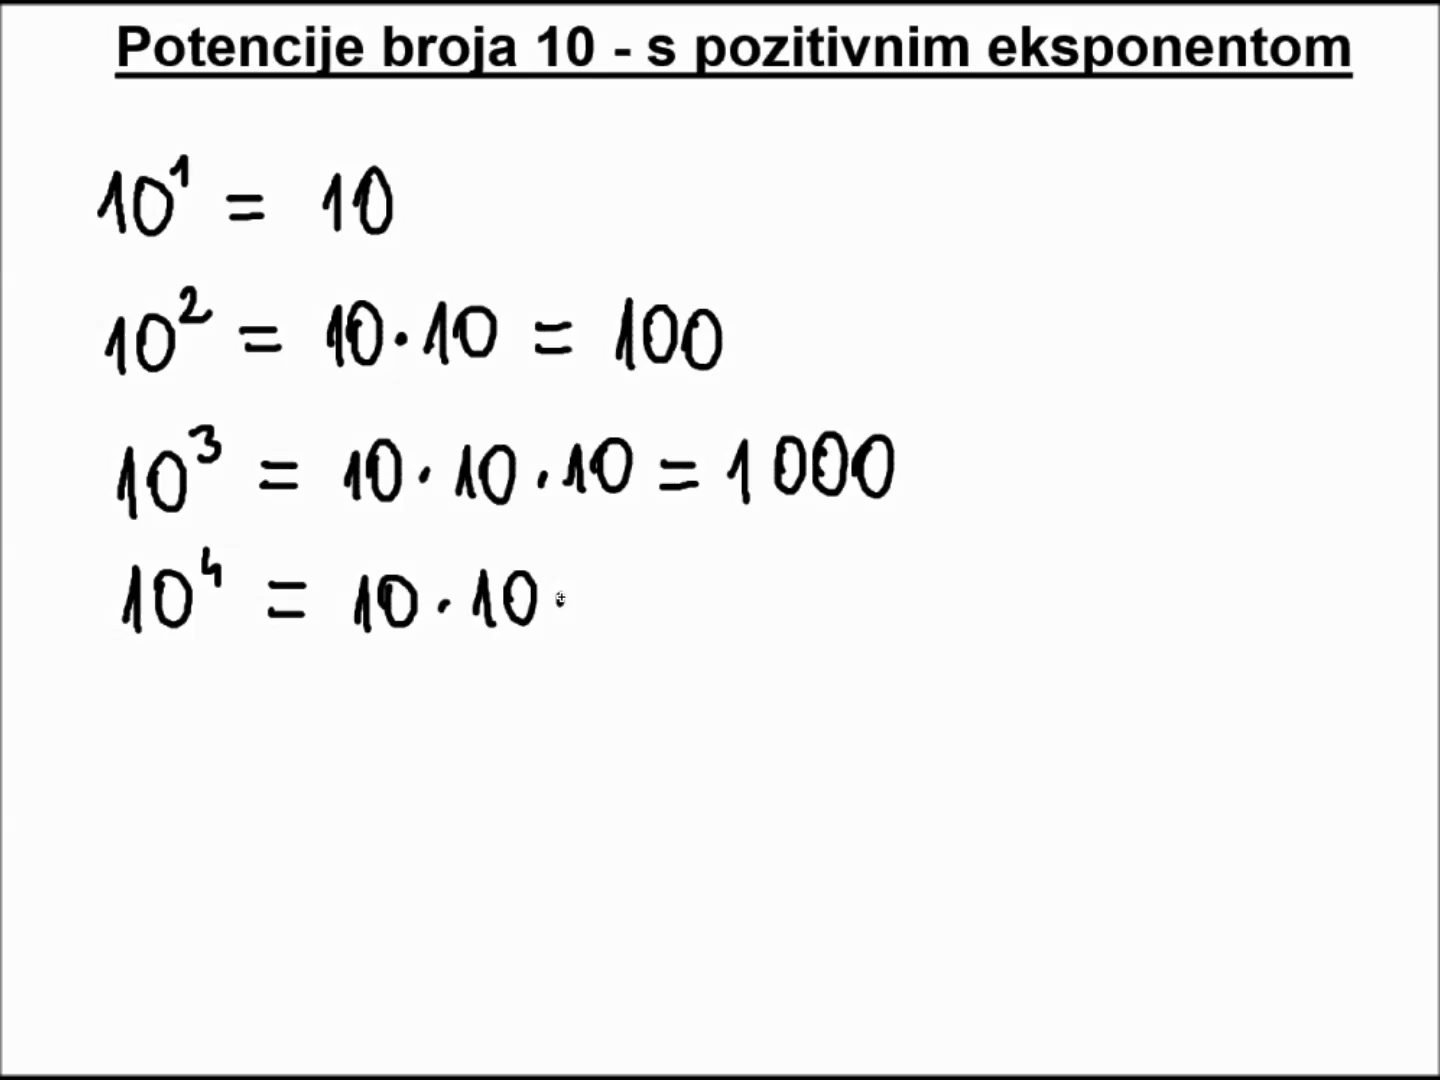 Potencije broja 10 - s pozitivnim eksponentom
10¹ = 10
10² = 10·10 = 100
10³ = 10·10·10 = 1000
10⁴ = 10·10·